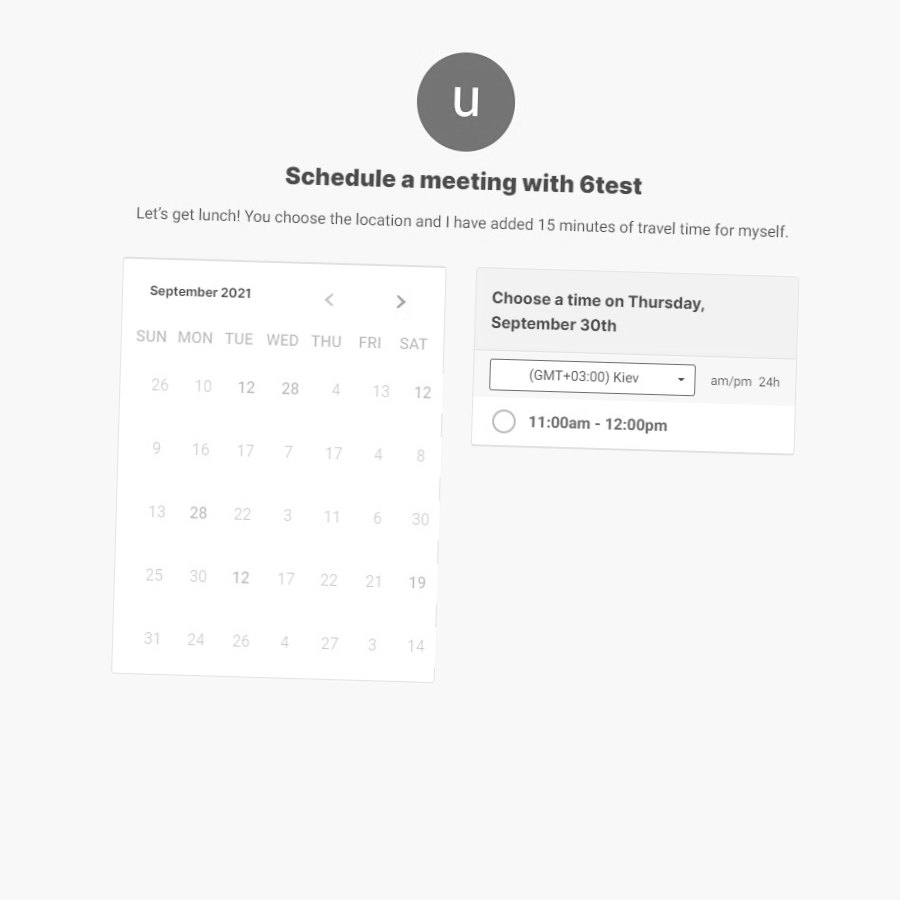 u
Schedule a meeting with 6test
Let's get lunch! You choose the location and I have added 15 minutes of travel time for myself.
September 2021
SUN MON TUE WED THU FRI SAT
26 10 12 28 4 13 12
9 16 17 7 17 4 8
13 28 22 3 11 6 30
25 30 12 17 22 21 19
31 24 26 4 27 3 14
Choose a time on Thursday,
September 30th
(GMT+03:00) Kiev
am/pm 24h
11:00am - 12:00pm